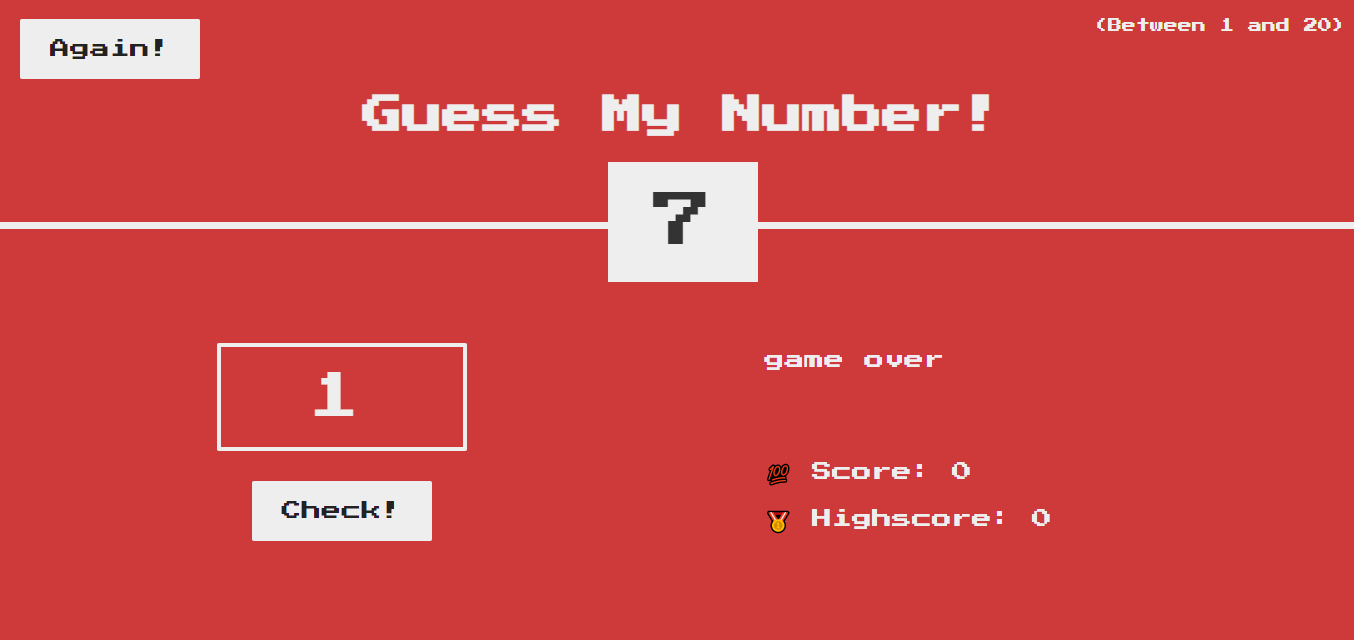 Again!
(Between 1 and 20)
Guess My Number!
7
1
game over
Check!
💯 Score: 0
🥇 Highscore: 0